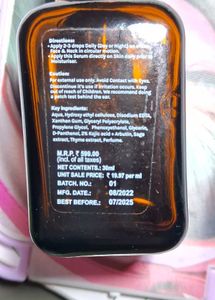 Directions:
• Apply 2-3 drops Daily (Day or Night) on entire
Face & Neck in circular motion.
• Apply this Serum directly on Skin daily prior to
Moisturiser.
Caution:
For external use only. Avoid Contact with Eyes.
Discontinue it's use if irritation occurs. Keep
out of reach of Children. We recommend doing
a patch test behind the ear.
Key Ingredients:
Aqua, Hydroxy ethyl cellulose, Disodium EDTA,
Xanthan Gum, Glyceryl Polyacrylate,
Propylene Glycol, Phenoxyethanol, Glycerin,
D-Panthenol, 2% Kojic acid + Arbutin, Sage
Water, Thyme extract, Perfume.
M.R.P. ₹ 599.00
(incl. of all taxes)
NET CONTENTS.: 30ml
UNIT SALE PRICE: ₹ 19.97 per ml
BATCH. NO.: 01
MFG. DATE: 08/2022
BEST BEFORE.: 07/2025